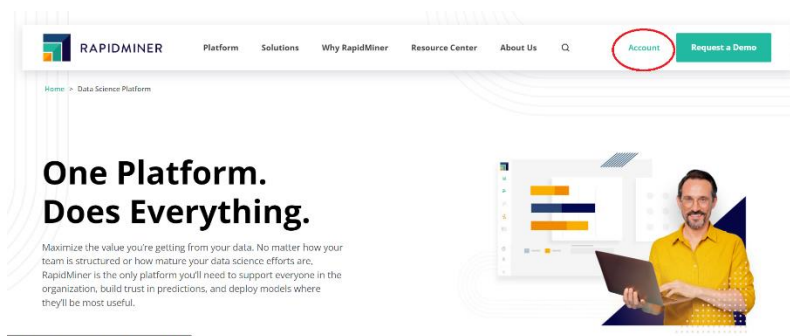 RAPIDMINER Platform Solutions Why RapidMiner Resource Center About Us Account Request a Demo
Home > Data Science Platform
One Platform.
Does Everything.
Maximize the value you're getting from your data. No matter how your
team is structured or how mature your data science efforts are,
RapidMiner is the only platform you'll need to support everyone in the
organization, build trust in predictions, and deploy models where
they'll be most useful.